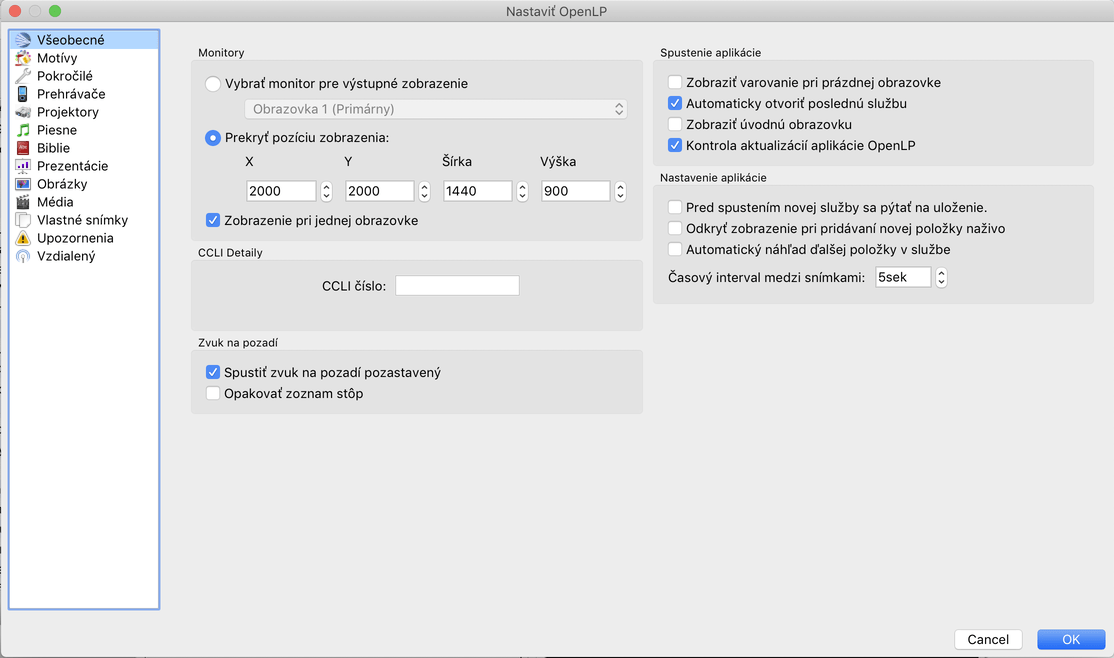 Nastaviť OpenLP
Všeobecné
Motívy
Pokročilé
Prehrávače
Projektory
Piesne
Biblie
Prezentácie
Obrázky
Média
Vlastné snímky
Upozornenia
Vzdialený
Monitory
Vybrať monitor pre výstupné zobrazenie
Obrazovka 1 (Primárny)
Prekryť pozíciu zobrazenia:
X Y Šírka Výška
2000 2000 1440 900
Zobrazenie pri jednej obrazovke
CCLI Detaily
CCLI číslo:
Zvuk na pozadí
Spustiť zvuk na pozadí pozastavený
Opakovať zoznam stôp
Spustenie aplikácie
Zobraziť varovanie pri prázdnej obrazovke
Automaticky otvoriť poslednú službu
Zobraziť úvodnú obrazovku
Kontrola aktualizácií aplikácie OpenLP
Nastavenie aplikácie
Pred spustením novej služby sa pýtať na uloženie.
Odkryť zobrazenie pri pridávaní novej položky naživo
Automatický náhľad ďalšej položky v službe
Časový interval medzi snímkami: 5sek
Cancel OK